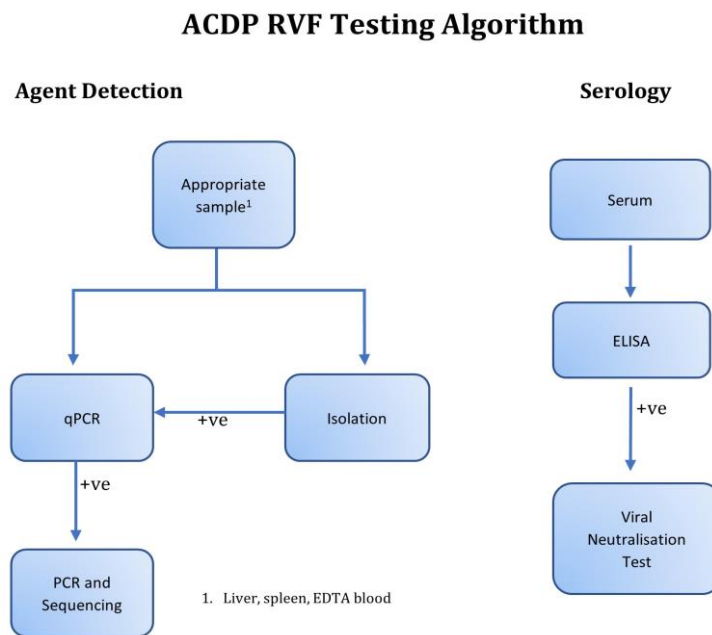 ACDP RVF Testing Algorithm
Agent Detection
Serology
Appropriate
sample¹
Serum
ELISA
qPCR
+ve
Isolation
+ve
+ve
Viral
Neutralisation
Test
PCR and
Sequencing
1. Liver, spleen, EDTA blood